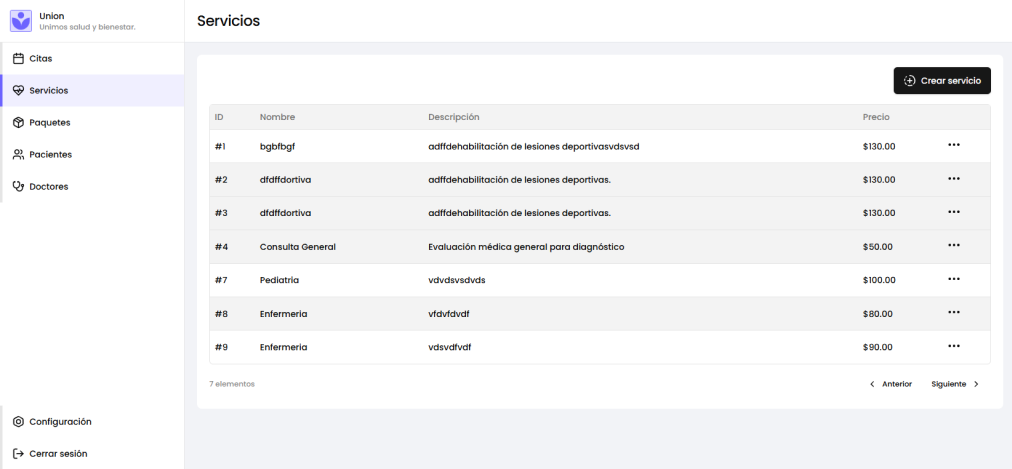 Union
Unimos salud y bienestar.
Servicios
Citas
Servicios
Paquetes
Pacientes
Doctores
Configuración
Cerrar sesión
Crear servicio
ID Nombre Descripción Precio
#1 bgbfbgf adffdehabilitación de lesiones deportivasvdsvsd $130.00
#2 dfdffdortiva adffdehabilitación de lesiones deportivas. $130.00
#3 dfdffdortiva adffdehabilitación de lesiones deportivas. $130.00
#4 Consulta General Evaluación médica general para diagnóstico $50.00
#7 Pediatria vdvdsvsdvds $100.00
#8 Enfermeria vfdvfdvdf $80.00
#9 Enfermeria vdsvdfvdf $90.00
7 elementos
Anterior Siguiente